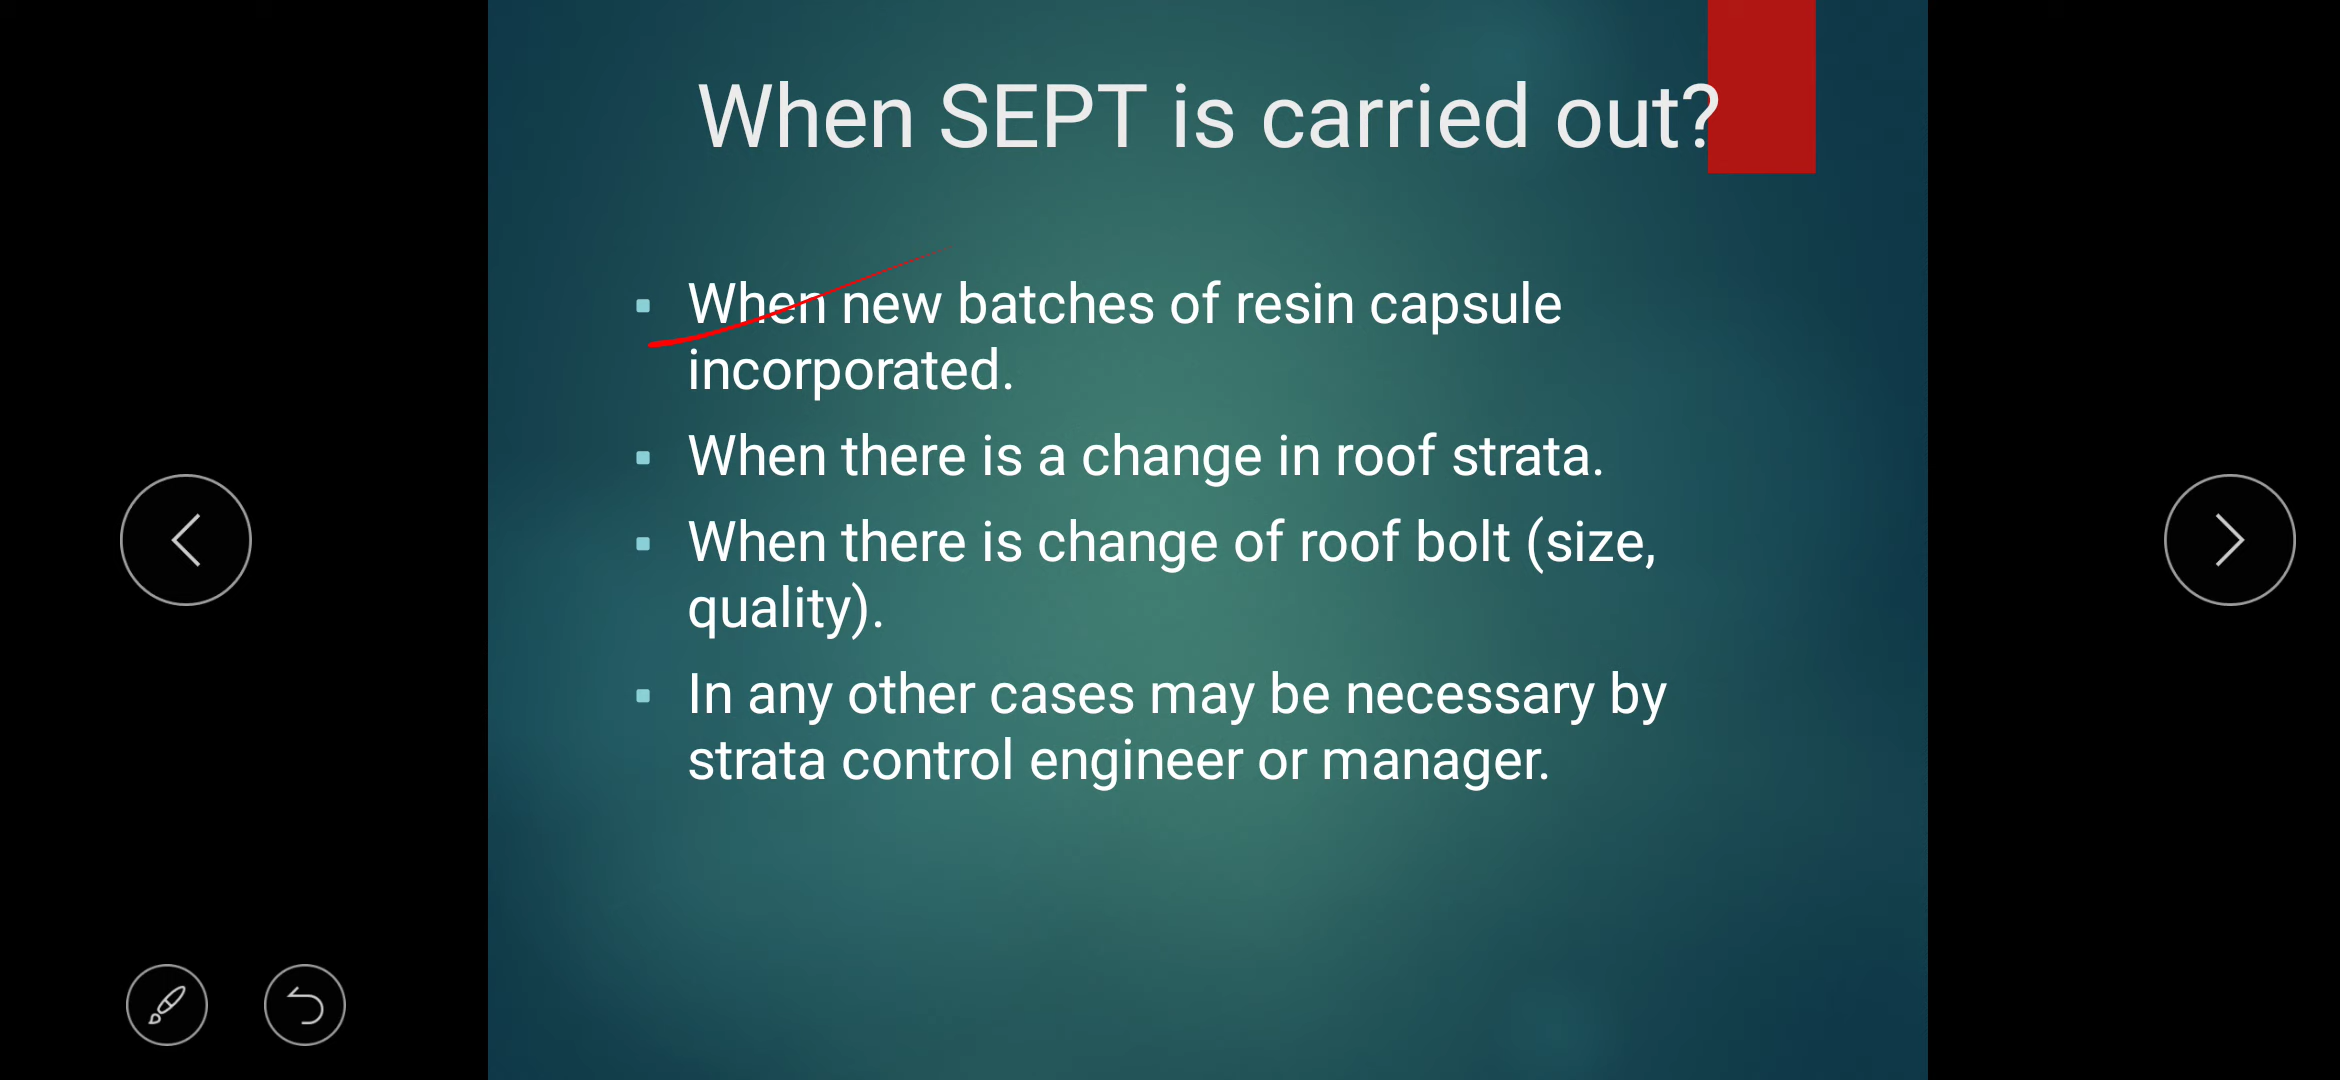 When SEPT is carried out?
When new batches of resin capsule
incorporated.
When there is a change in roof strata.
When there is change of roof bolt (size,
quality).
In any other cases may be necessary by
strata control engineer or manager.